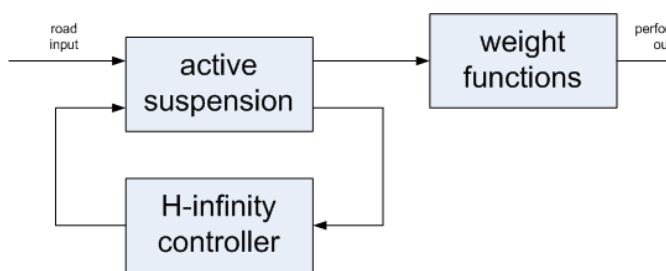 road
input
active
suspension
weight
functions
H-infinity
controller